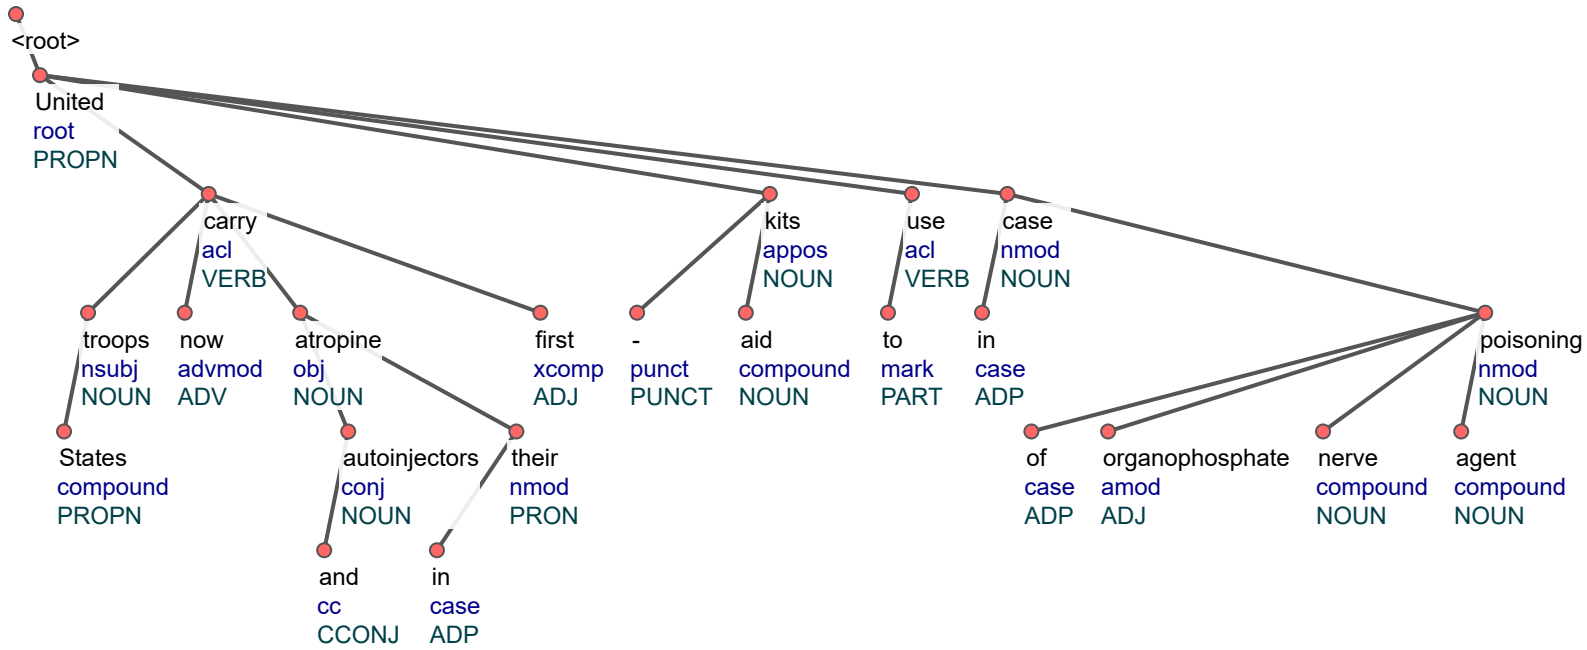 <root>
United
root
PROPN
carry
acl
VERB
kits
appos
NOUN
use
acl
VERB
case
nmod
NOUN
troops
nsubj
NOUN
now
advmod
ADV
atropine
obj
NOUN
first
xcomp
ADJ
-
punct
PUNCT
aid
compound
NOUN
to
mark
PART
in
case
ADP
poisoning
nmod
NOUN
States
compound
PROPN
autoinjectors
conj
NOUN
their
nmod
PRON
of
case
ADP
organophosphate
amod
ADJ
nerve
compound
NOUN
agent
compound
NOUN
and
cc
CCONJ
in
case
ADP